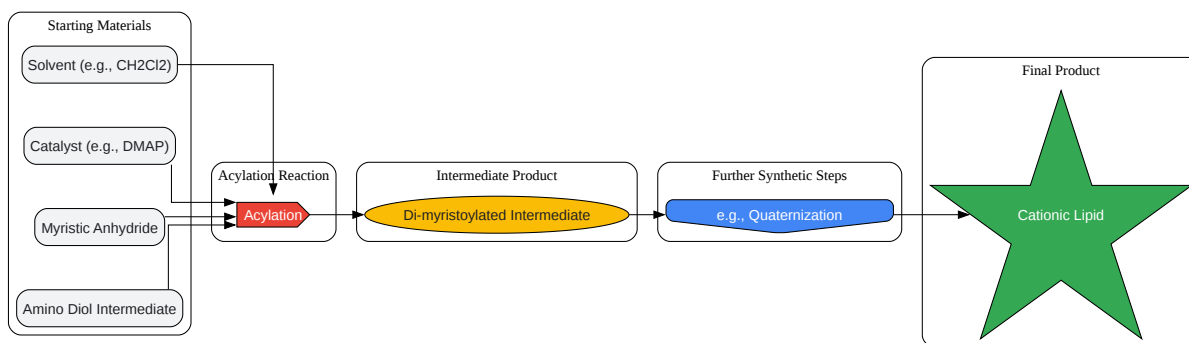 Starting Materials
Solvent (e.g., CH2Cl2)
Catalyst (e.g., DMAP)
Myristic Anhydride
Amino Diol Intermediate
Acylation Reaction
Acylation
Intermediate Product
Di-myristoylated Intermediate
Further Synthetic Steps
e.g., Quaternization
Final Product
Cationic Lipid